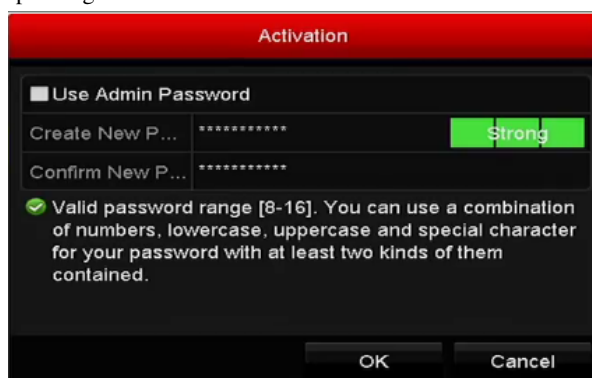 Activation
Use Admin Password
Create New P... *********** Strong
Confirm New P... ***********
Valid password range [8-16]. You can use a combination
of numbers, lowercase, uppercase and special character
for your password with at least two kinds of them
contained.
OK Cancel